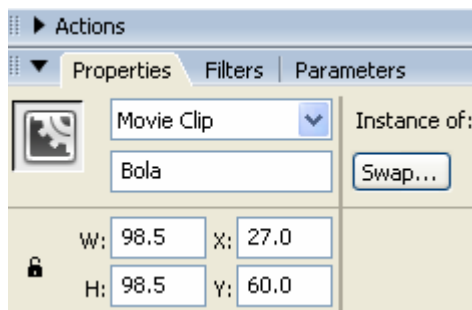 Actions
Properties Filters Parameters
Movie Clip Instance of:
Bola Swap...
W: 98.5 X: 27.0
H: 98.5 Y: 60.0